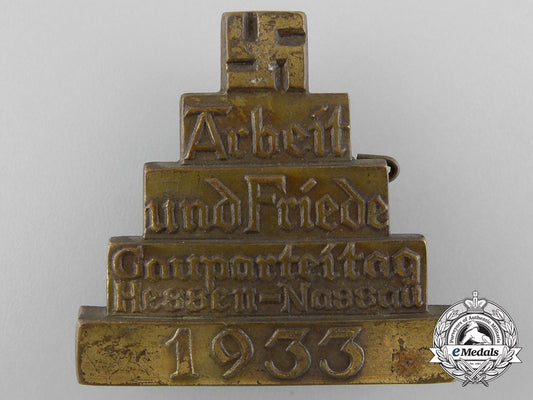 Arbeit
und Friede
Gauparteitag
Hessen-Nassau
1933
eMedals